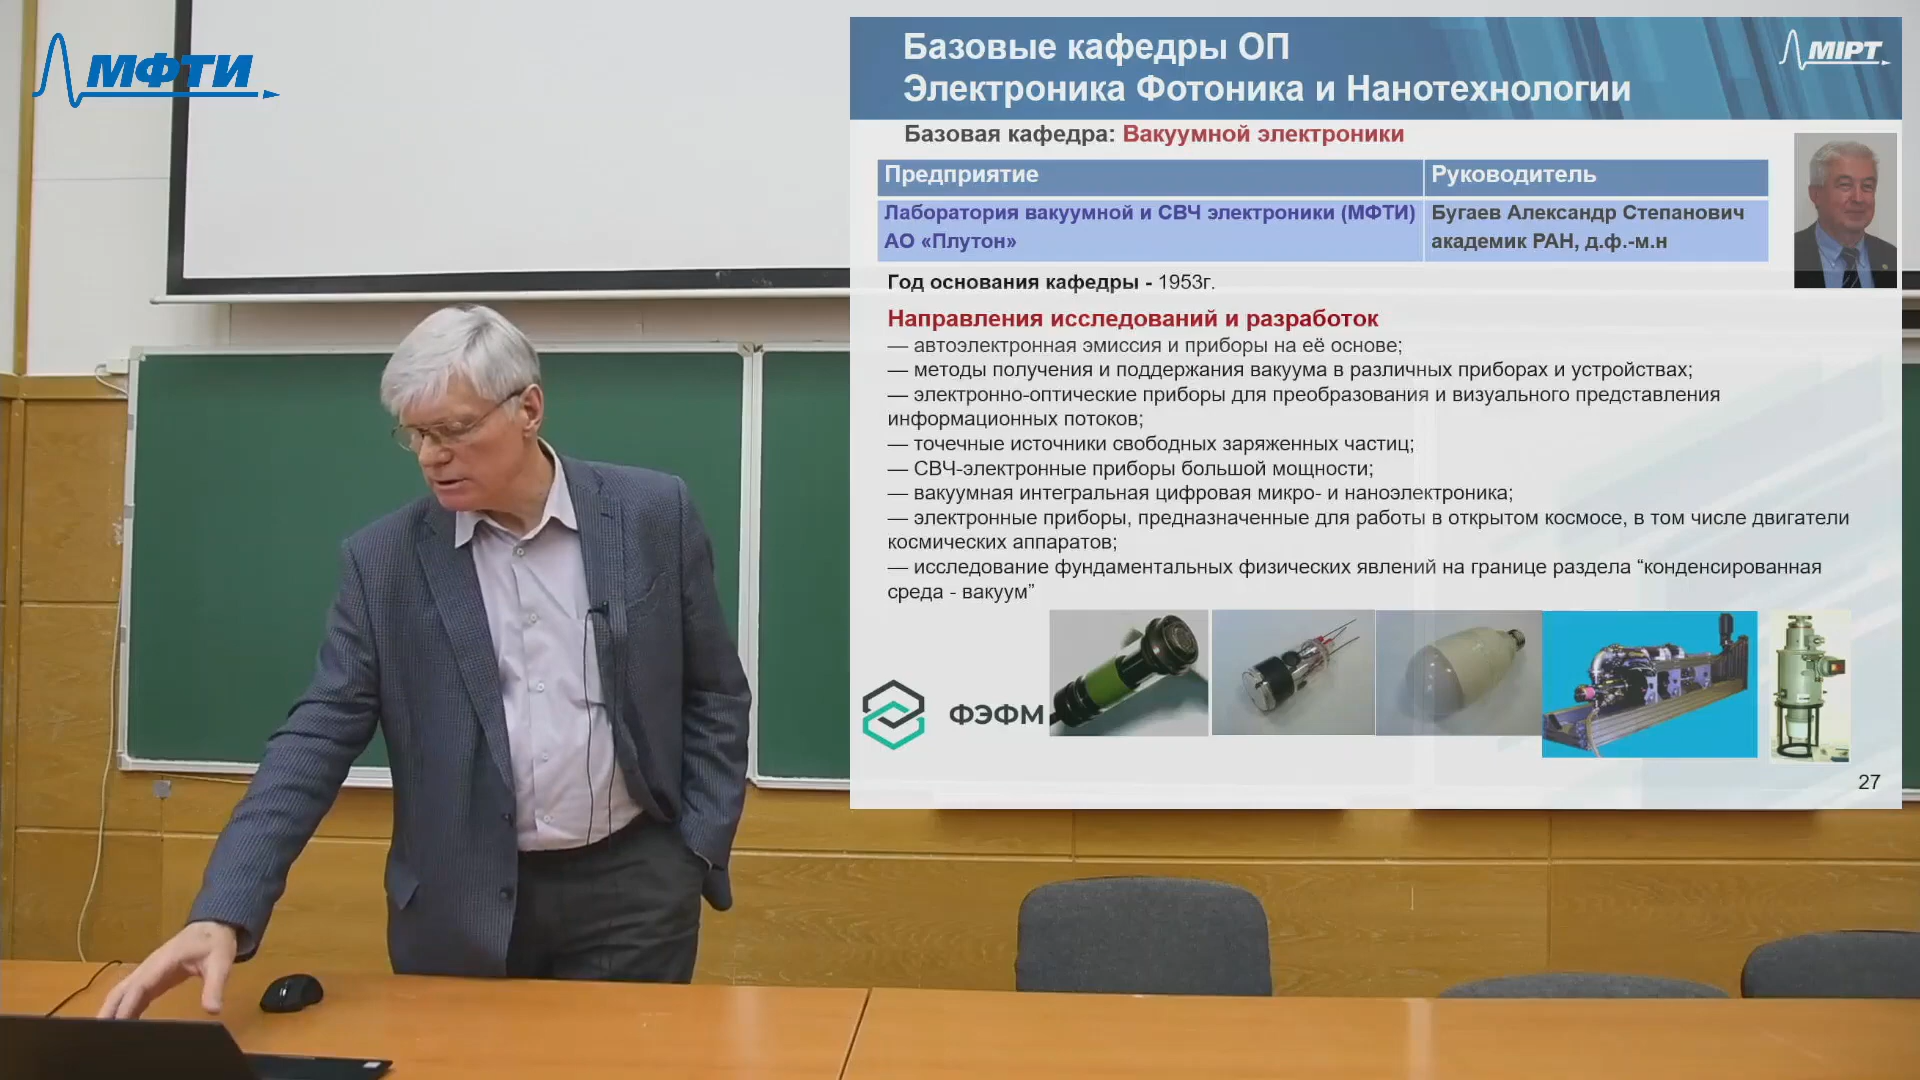 МФТИ
Базовые кафедры ОП
Электроника Фотоника и Нанотехнологии
MIPT
Базовая кафедра: Вакуумной электроники
Предприятие
Руководитель
Лаборатория вакуумной и СВЧ электроники (МФТИ)
АО «Плутон»
Бугаев Александр Степанович
академик РАН, д.ф.-м.н
Год основания кафедры - 1953г.
Направления исследований и разработок
— автоэлектронная эмиссия и приборы на её основе;
— методы получения и поддержания вакуума в различных приборах и устройствах;
— электронно-оптические приборы для преобразования и визуального представления
информационных потоков;
— точечные источники свободных заряженных частиц;
— СВЧ-электронные приборы большой мощности;
— вакуумная интегральная цифровая микро- и наноэлектроника;
— электронные приборы, предназначенные для работы в открытом космосе, в том числе двигатели
космических аппаратов;
— исследование фундаментальных физических явлений на границе раздела “конденсированная
среда - вакуум”
ФЭФМ
27